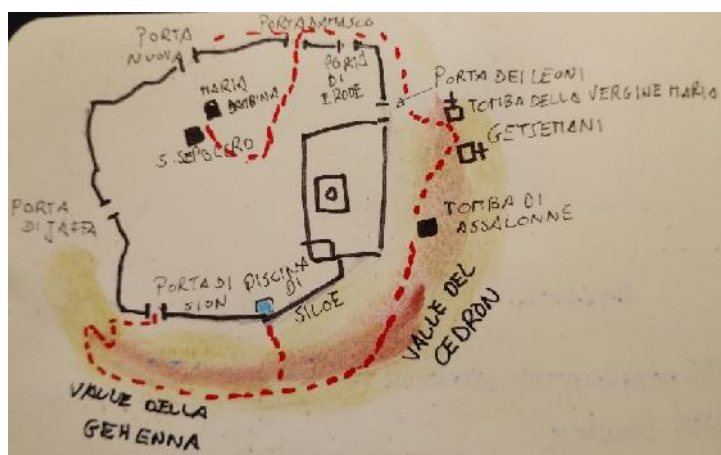 PORTA DAMASCO
PORTA
NUOVA
PORTA
DI
ERODE
MARIA
BAMBINA
S. SEPOLCRO
PORTA DEI LEONI
TOMBA DELLA VERGINE MARIA
GETSEMANI
PORTA
DI JAFFA
TOMBA DI
ASSALONNE
PORTA DI
SION
PISCINA
DI
SILOE
VALLE DEL
CEDRON
VALLE DELLA
GEHENNA